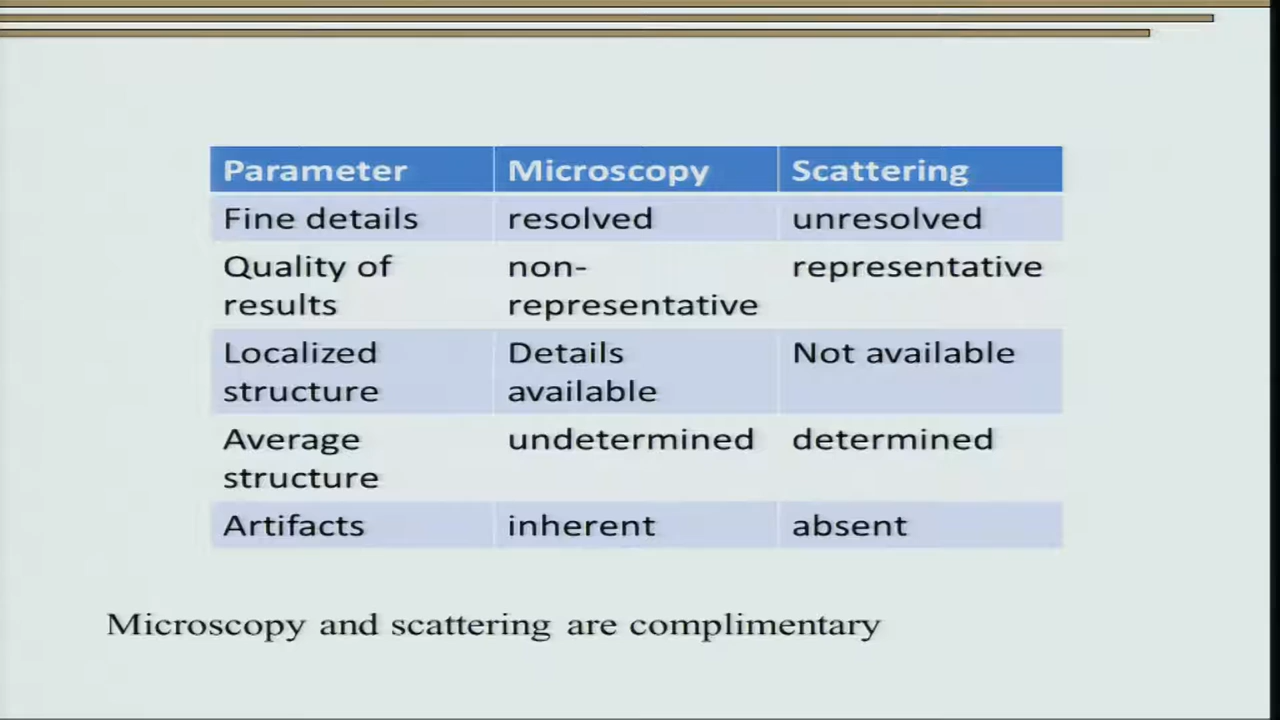 Parameter Microscopy Scattering
Fine details resolved unresolved
Quality of non- representative
results representative
Localized Details Not available
structure available
Average undetermined determined
structure
Artifacts inherent absent
Microscopy and scattering are complimentary